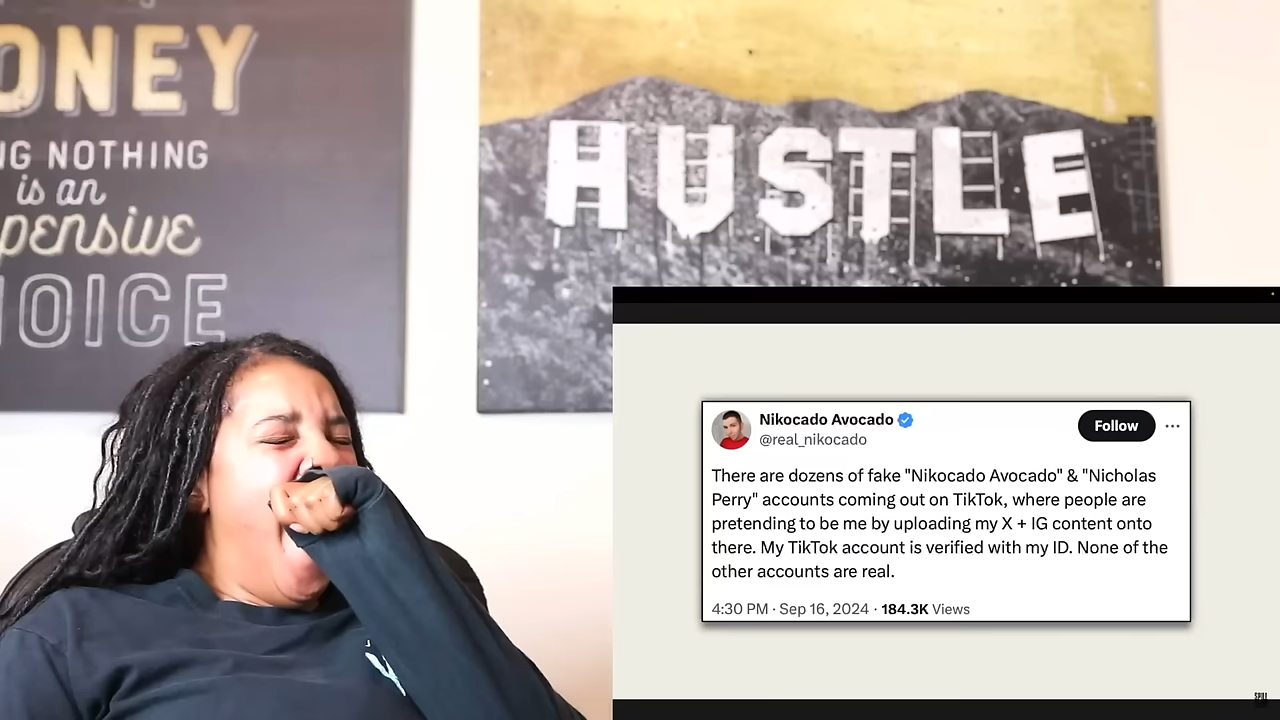 ONEY
NG NOTHING
is an
pensive
HOICE
HUSTLE
Nikocado Avocado
@real_nikocado
Follow
There are dozens of fake "Nikocado Avocado" & "Nicholas
Perry" accounts coming out on TikTok, where people are
pretending to be me by uploading my X + IG content onto
there. My TikTok account is verified with my ID. None of the
other accounts are real.
4:30 PM · Sep 16, 2024 · 184.3K Views
SPILL